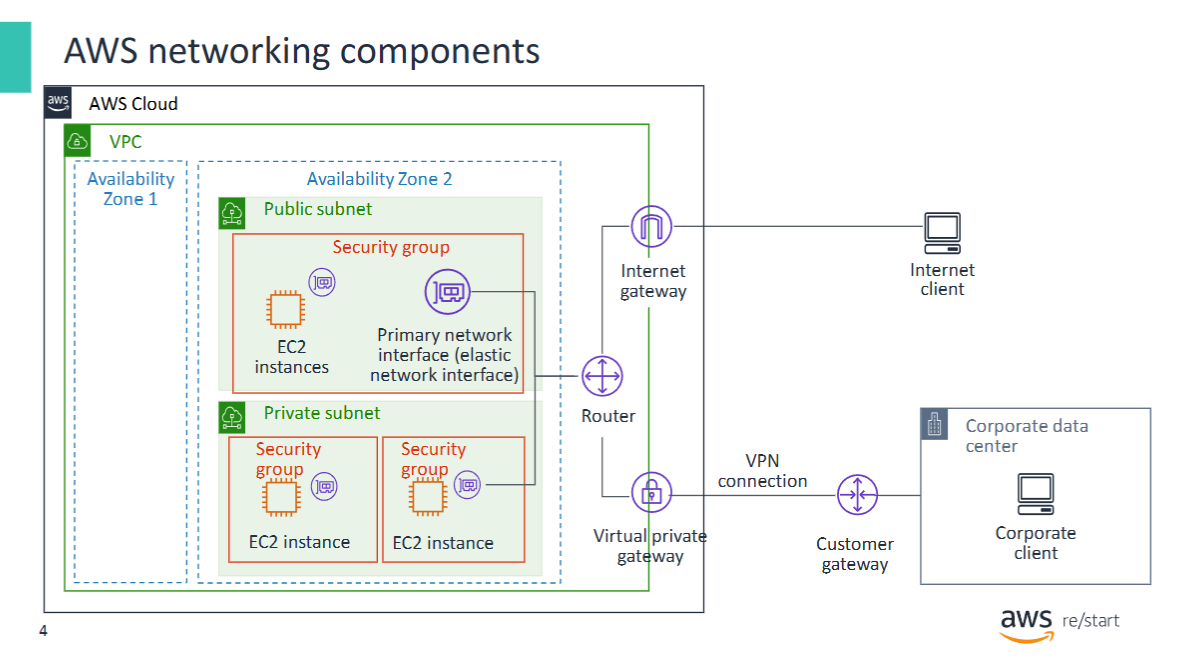 AWS networking components
aws
AWS Cloud
VPC
Availability
Zone 1
Availability Zone 2
Public subnet
Security group
EC2
instances
Primary network
interface (elastic
network interface)
Private subnet
Security
group
EC2 instance
Security
group
EC2 instance
Internet
gateway
Router
Virtual private
gateway
Internet
client
VPN
connection
Customer
gateway
Corporate data
center
Corporate
client
4
aws re/start